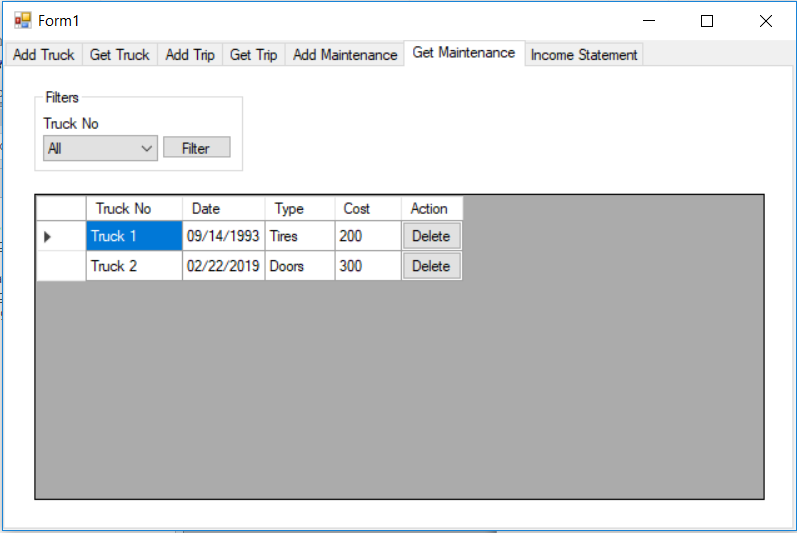 Form1
Add Truck Get Truck Add Trip Get Trip Add Maintenance Get Maintenance Income Statement
Filters
Truck No
All Filter
Truck No Date Type Cost Action
Truck 1 09/14/1993 Tires 200 Delete
Truck 2 02/22/2019 Doors 300 Delete